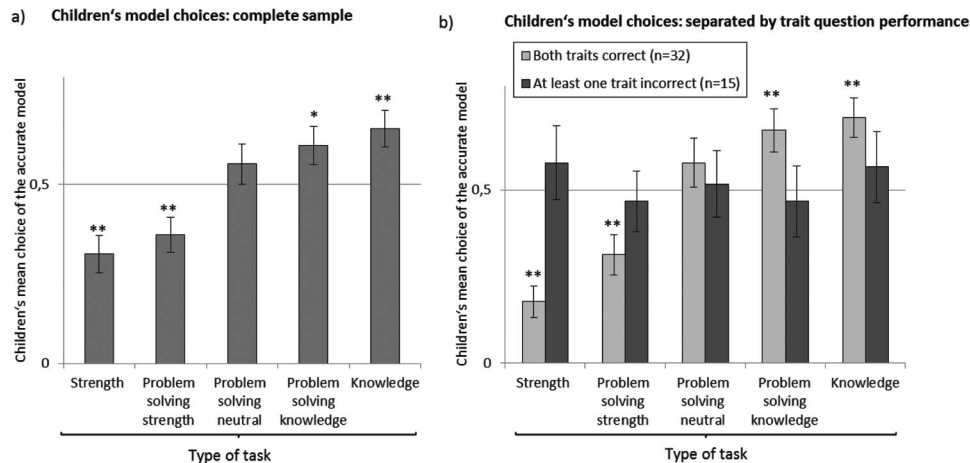 a)
Children's model choices: complete sample
Children's mean choice of the accurate model
0,5
0
**
**
*
**
Strength
Problem
solving
strength
Problem
solving
neutral
Problem
solving
knowledge
Knowledge
Type of task
b)
Children's model choices: separated by trait question performance
Both traits correct (n=32)
At least one trait incorrect (n=15)
Children's mean choice of the accurate model
0,5
0
**
**
**
**
Strength
Problem
solving
strength
Problem
solving
neutral
Problem
solving
knowledge
Knowledge
Type of task